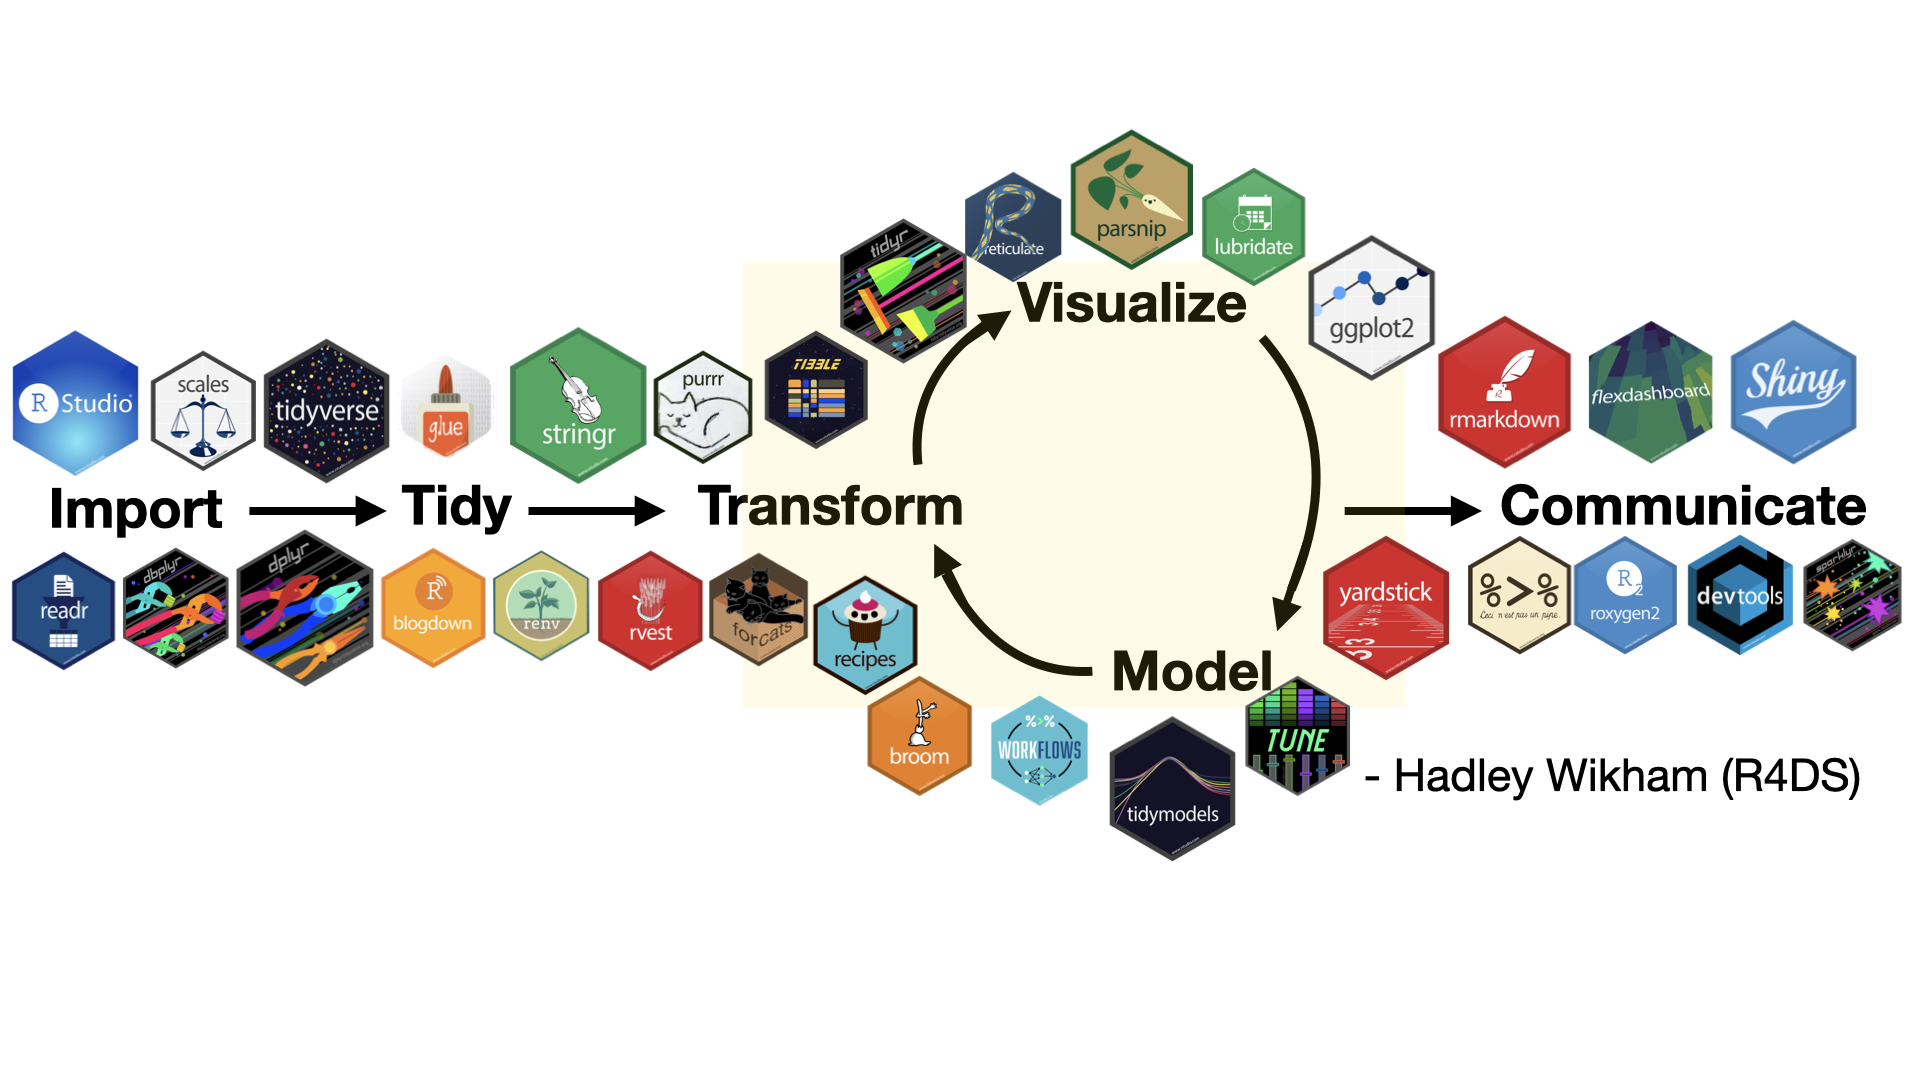 reticulate
parsnip
lubridate
tidyr
ggplot2
Visualize
R Studio
scales
tidyverse
glue
stringr
purrr
TIBBLE
rmarkdown
flexdashboard
Shiny
Import
Tidy
Transform
Communicate
readr
dbplyr
dplyr
R
blogdown
renv
rvest
forcats
recipes
yardstick
%>%
Ceci n'est pas un pipe.
R2
roxygen2
devtools
sparklyr
Model
broom
%>%
WORKFLOWS
tidymodels
TUNE
- Hadley Wikham (R4DS)